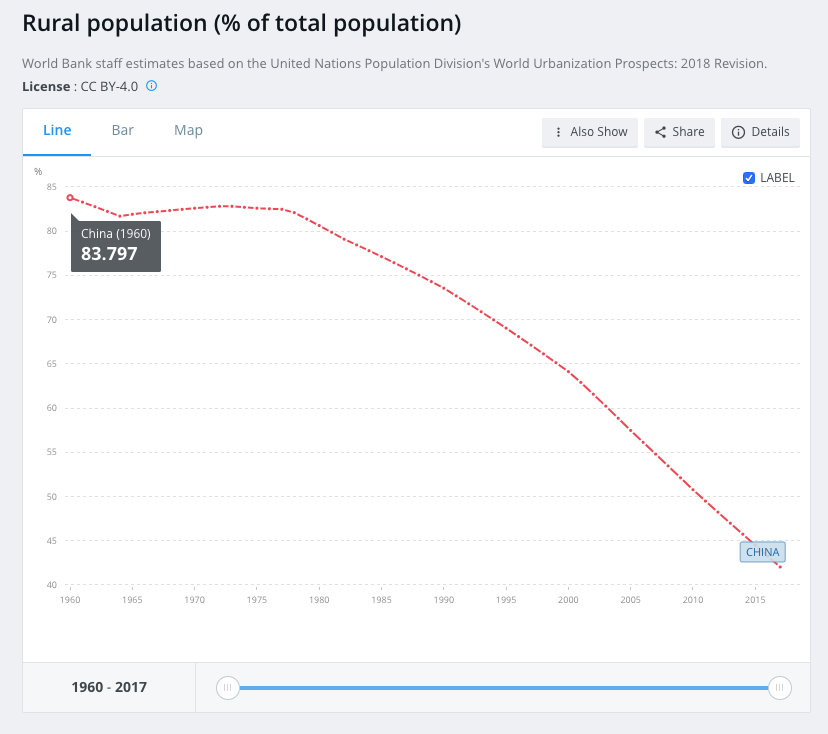 Rural population (% of total population)
World Bank staff estimates based on the United Nations Population Division's World Urbanization Prospects: 2018 Revision.
License : CC BY-4.0
Line Bar Map Also Show Share Details
%
LABEL
85
China (1960)
83.797
80
75
70
65
60
55
50
45
CHINA
40
1960 1965 1970 1975 1980 1985 1990 1995 2000 2005 2010 2015
1960 - 2017